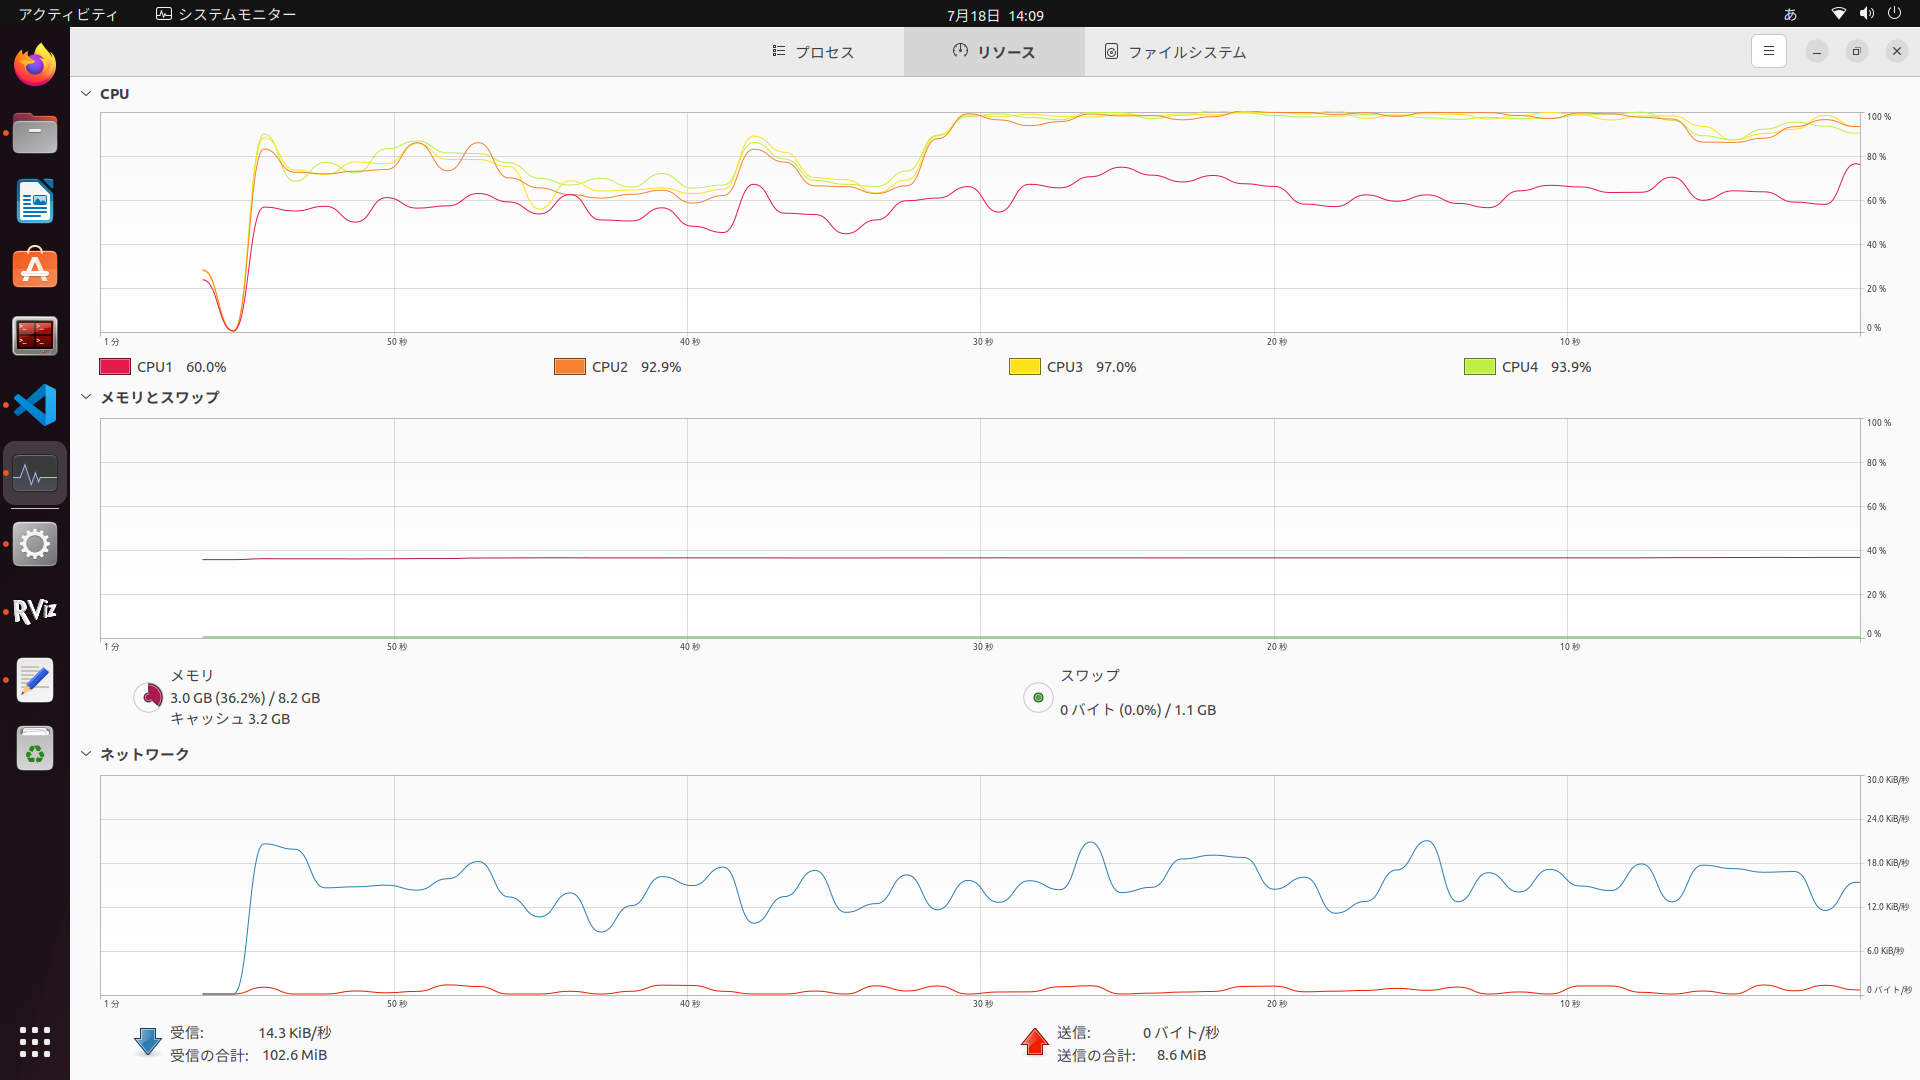 アクティビティ システムモニター 7月18日 14:09 あ
プロセス リソース ファイルシステム
CPU
100 %
80 %
60 %
40 %
20 %
0 %
1 分 50 秒 40 秒 30 秒 20 秒 10 秒
CPU1 60.0% CPU2 92.9% CPU3 97.0% CPU4 93.9%
メモリとスワップ
100 %
80 %
60 %
40 %
20 %
0 %
1 分 50 秒 40 秒 30 秒 20 秒 10 秒
メモリ
3.0 GB (36.2%) / 8.2 GB
キャッシュ 3.2 GB
スワップ
0 バイト (0.0%) / 1.1 GB
RViz
ネットワーク
30.0 KiB/秒
24.0 KiB/秒
18.0 KiB/秒
12.0 KiB/秒
6.0 KiB/秒
0 バイト/秒
1 分 50 秒 40 秒 30 秒 20 秒 10 秒
受信: 14.3 KiB/秒
受信の合計: 102.6 MiB
送信: 0 バイト/秒
送信の合計: 8.6 MiB